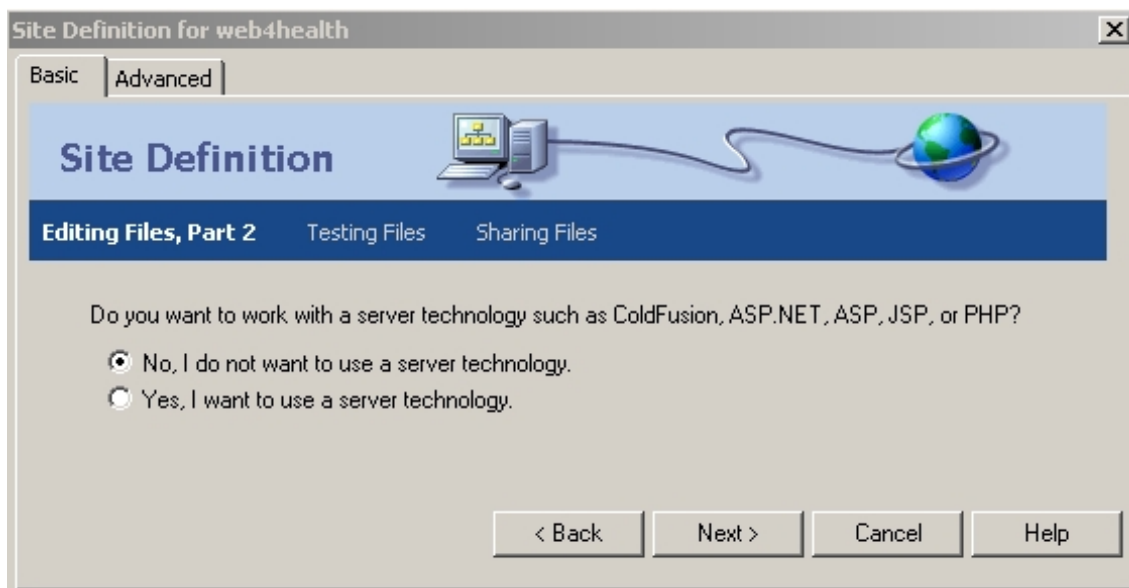 Site Definition for web4health
Basic Advanced
Site Definition
Editing Files, Part 2 Testing Files Sharing Files
Do you want to work with a server technology such as ColdFusion, ASP.NET, ASP, JSP, or PHP?
No, I do not want to use a server technology.
Yes, I want to use a server technology.
< Back Next > Cancel Help